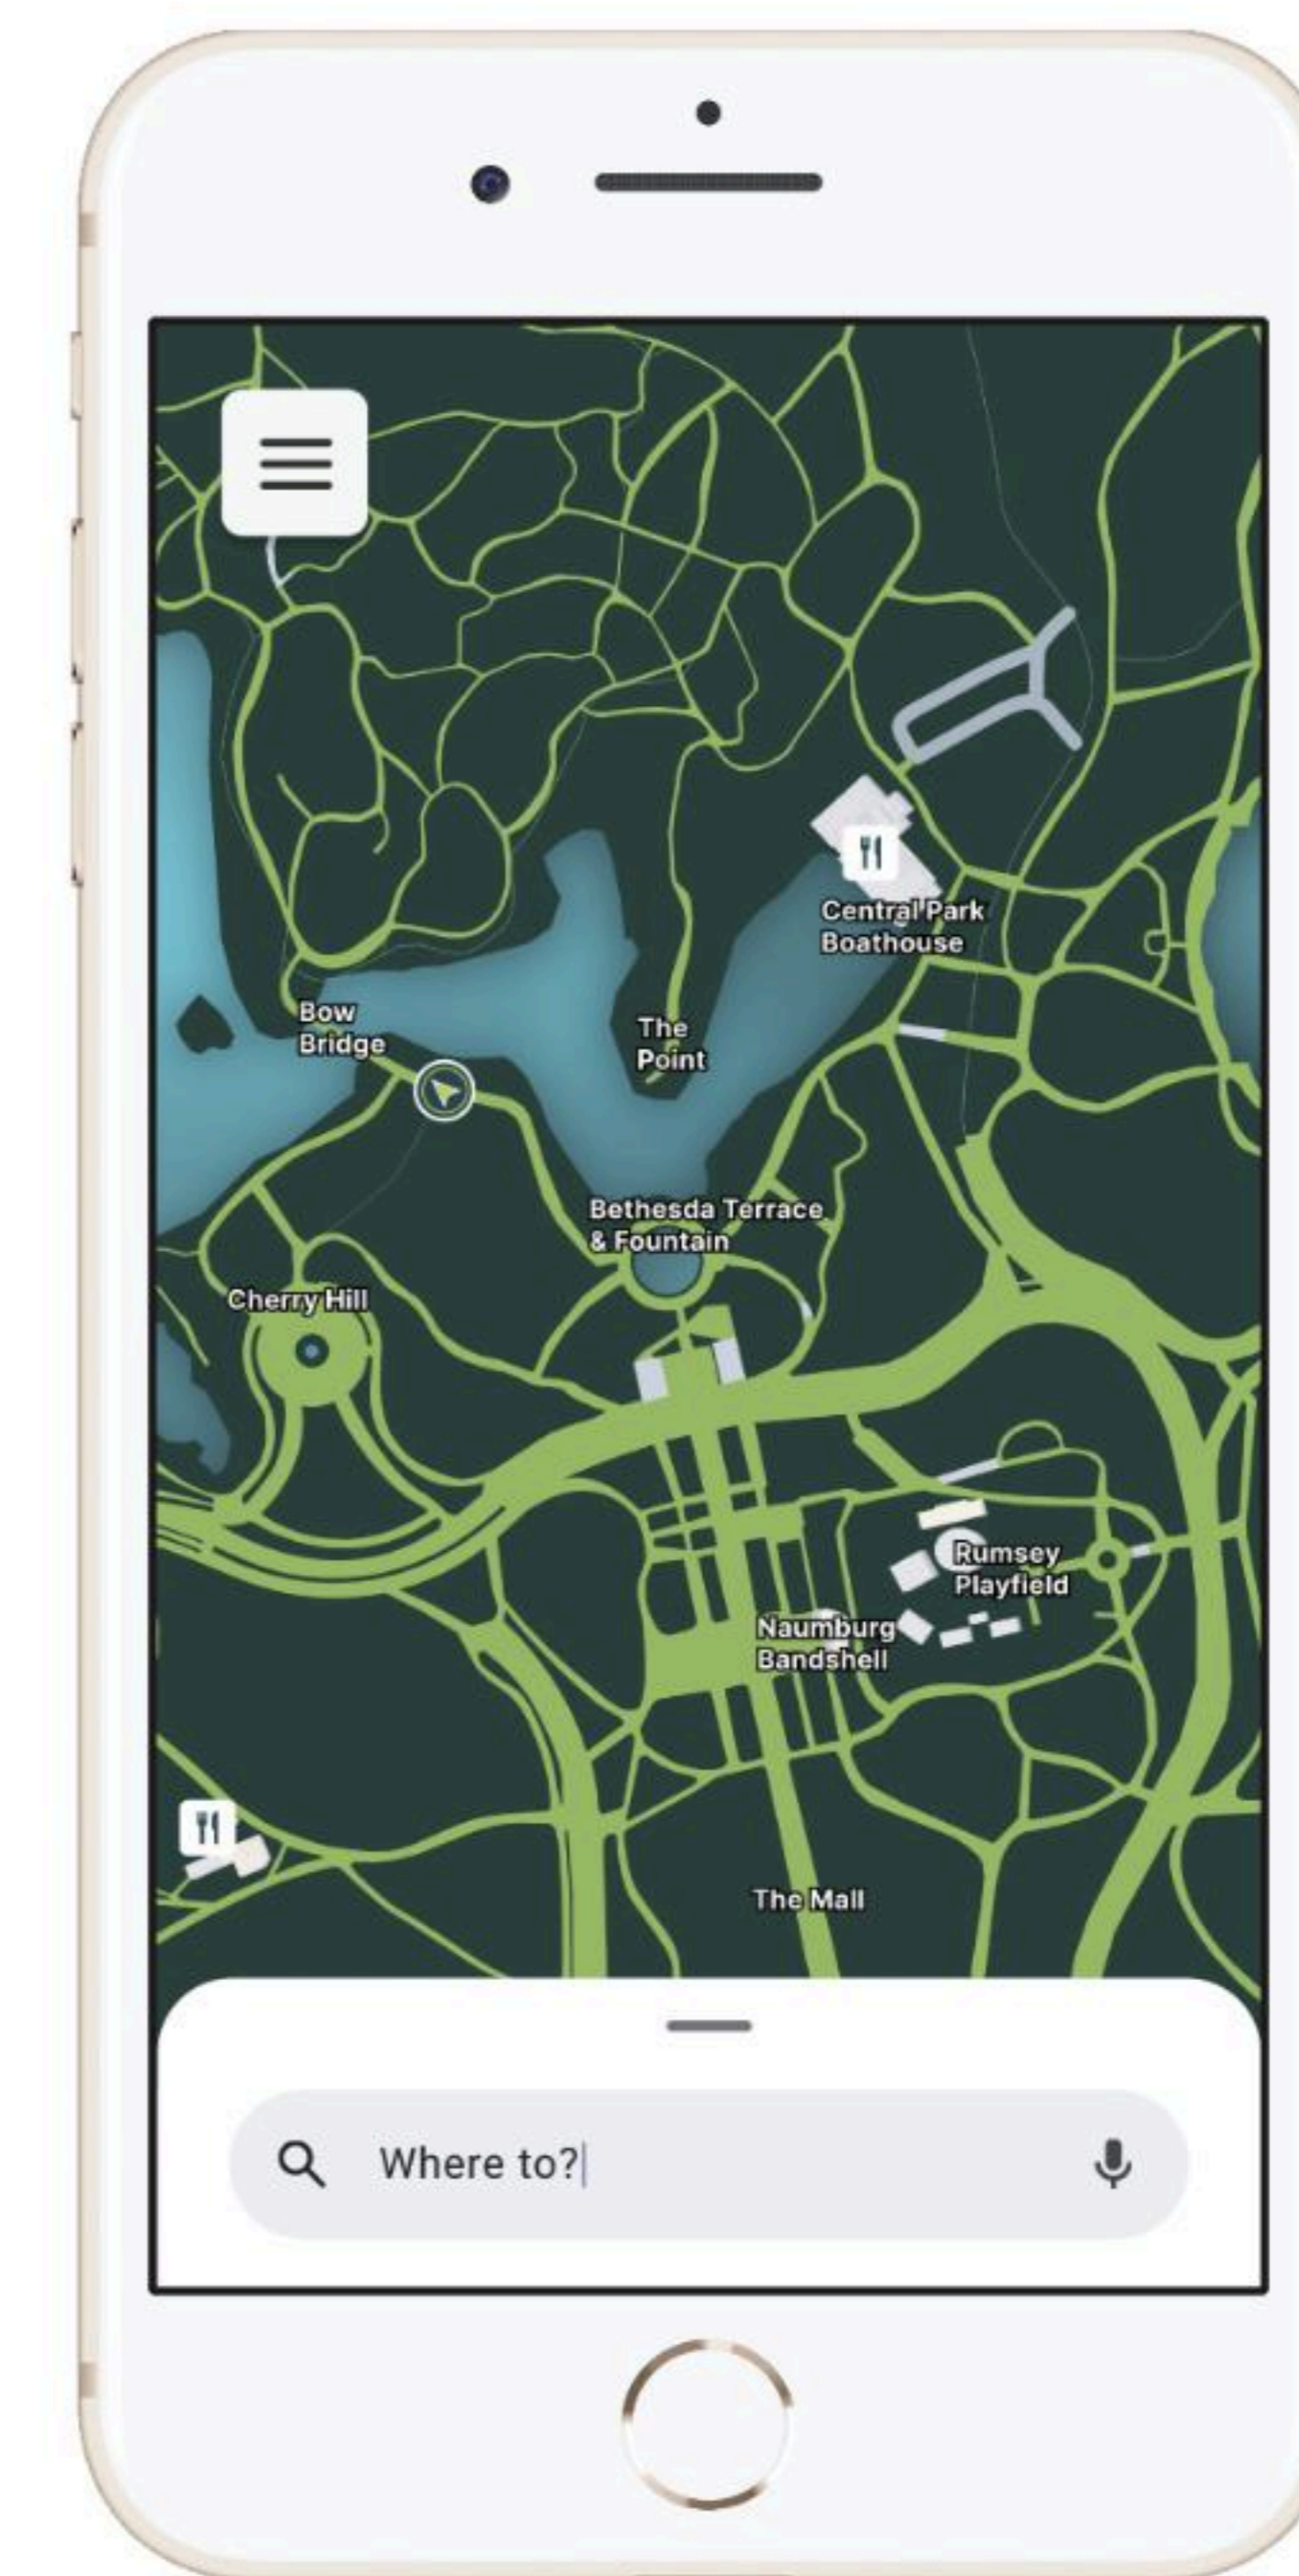 Central Park
Boathouse
Bow
Bridge
The
Point
Bethesda Terrace
& Fountain
Cherry Hill
Rumsey
Playfield
Naumburg
Bandshell
The Mall
Where to?